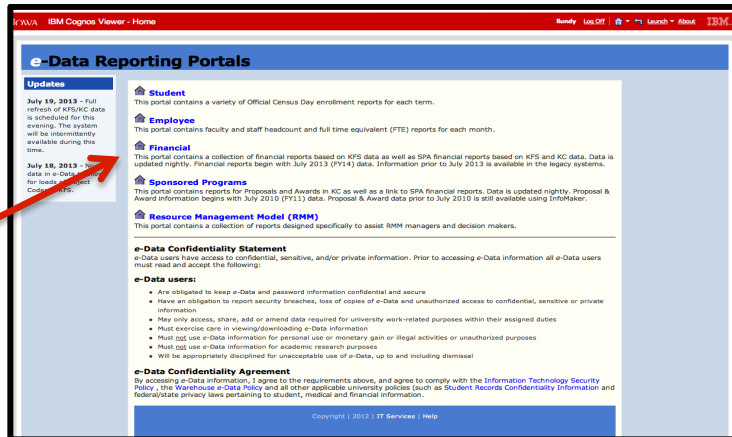 IOWA IBM Cognos Viewer - Home
Bundy Log Off Launch About IBM.
e-Data Reporting Portals
Updates
July 19, 2013 - Full
refresh of KFS/KC data
is scheduled for this
evening. The system
will be intermittently
available during this
time.
July 18, 2013 -
data in e-Data
for loads
KFS.
Student
This portal contains a variety of Official Census Day enrollment reports for each term.
Employee
This portal contains faculty and staff headcount and full time equivalent (FTE) reports for each month.
Financial
This portal contains a collection of financial reports based on KFS data as well as SPA financial reports based on KFS and KC data. Data is
updated nightly. Financial reports begin with July 2013 (FY14) data. Information prior to July 2013 is available in the legacy systems.
Sponsored Programs
This portal contains reports for Proposals and Awards in KC as well as a link to SPA financial reports. Data is updated nightly. Proposal &
Award information begins with July 2010 (FY11) data. Proposal & Award data prior to July 2010 is still available using InfoMaker.
Resource Management Model (RMM)
This portal contains a collection of reports designed specifically to assist RMM managers and decision makers.
e-Data Confidentiality Statement
e-Data users have access to confidential, sensitive, and/or private information. Prior to accessing e-Data information all e-Data users
must read and accept the following:
e-Data users:
• Are obligated to keep e-Data and password information confidential and secure
• Have an obligation to report security breaches, loss of copies of e-Data and unauthorized access to confidential, sensitive or private
information
• May only access, share, add or amend data required for university work-related purposes within their assigned duties
• Must exercise care in viewing/downloading e-Data information
• Must not use e-Data information for personal use or monetary gain or illegal activities or unauthorized purposes
• Must not use e-Data information for academic research purposes
• Will be appropriately disciplined for unacceptable use of e-Data, up to and including dismissal
e-Data Confidentiality Agreement
By accessing e-Data information, I agree to the requirements above, and agree to comply with the Information Technology Security
Policy , the Warehouse e-Data Policy and all other applicable university policies (such as Student Records Confidentiality Information and
federal/state privacy laws pertaining to student, medical and financial information.
Copyright | 2012 | IT Services | Help